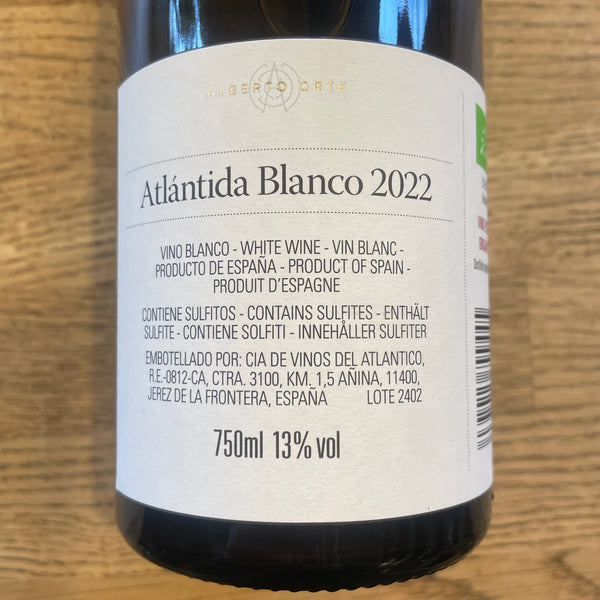 ALBERTO ORTE
Atlántida Blanco 2022
VINO BLANCO - WHITE WINE - VIN BLANC -
PRODUCTO DE ESPAÑA - PRODUCT OF SPAIN -
PRODUIT D'ESPAGNE
CONTIENE SULFITOS - CONTAINS SULFITES - ENTHÄLT
SULFITE - CONTIENE SOLFITI - INNEHÅLLER SULFITER
EMBOTELLADO POR: CIA DE VINOS DEL ATLANTICO,
R.E.-0812-CA, CTRA. 3100, KM. 1,5 AÑINA, 11400,
JEREZ DE LA FRONTERA, ESPAÑA LOTE 2402
750ml 13% vol